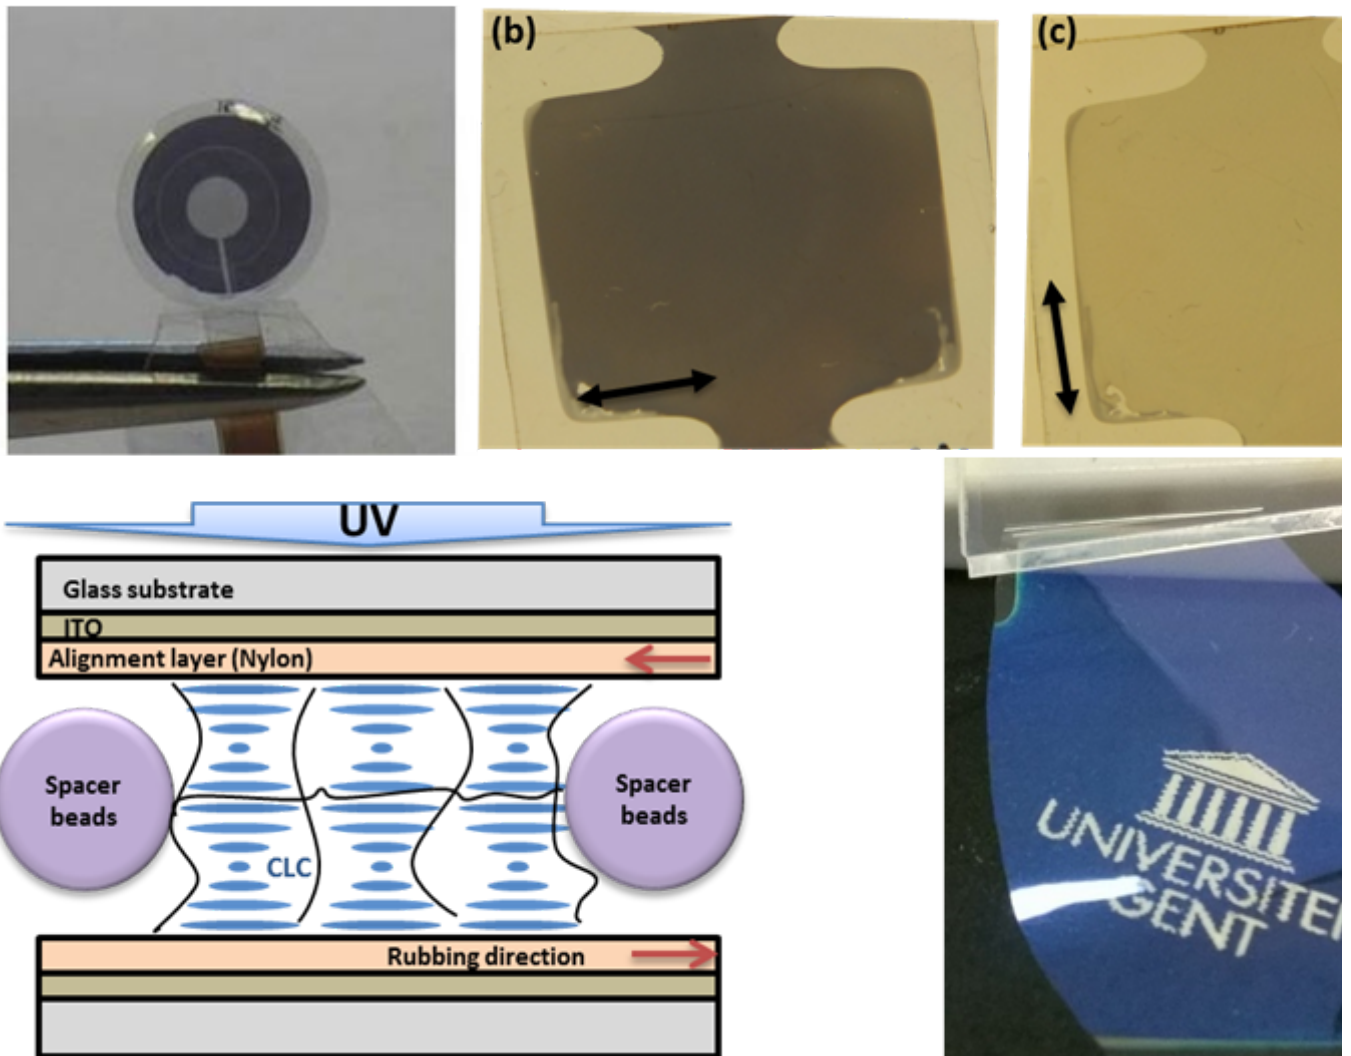 (b)
(c)
UV
Glass substrate
ITO
Alignment layer (Nylon)
Spacer
beads
Spacer
beads
CLC
Rubbing direction
UNIVERSITEI
GENT